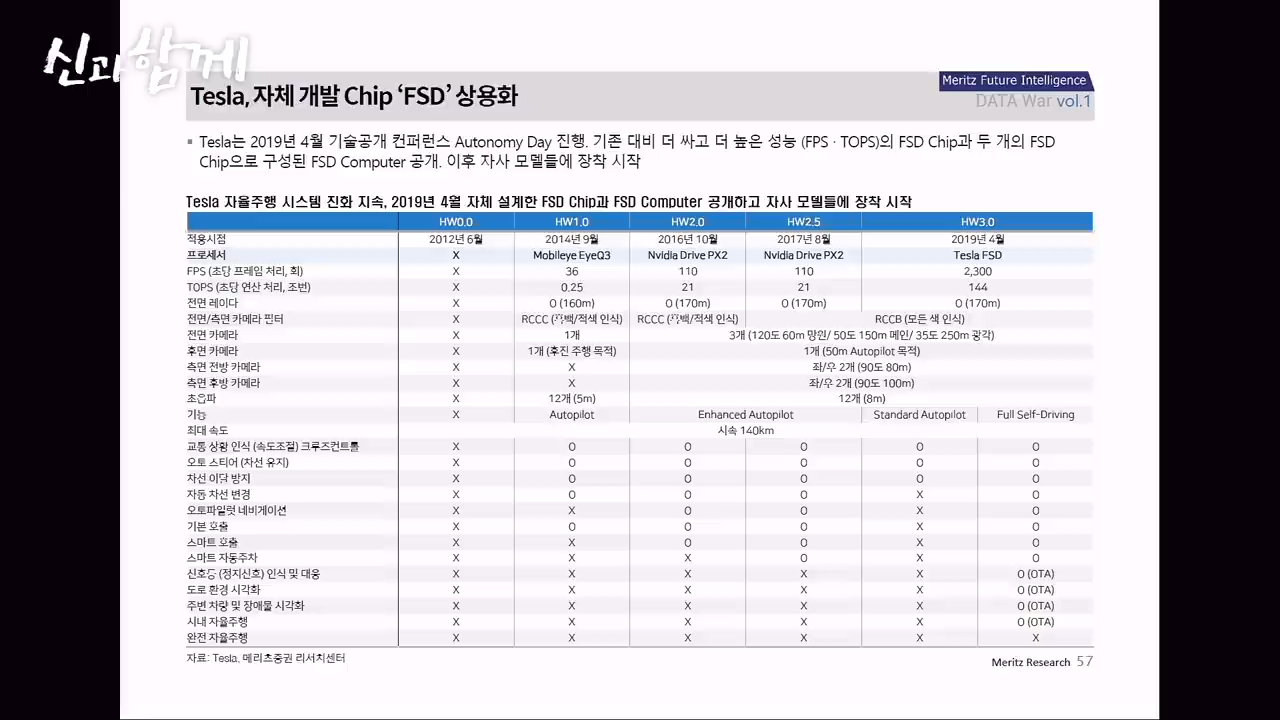 신과함께
Meritz Future Intelligence
Tesla, 자체 개발 Chip ‘FSD’ 상용화
DATA War vol.1
▪ Tesla는 2019년 4월 기술공개 컨퍼런스 Autonomy Day 진행. 기존 대비 더 싸고 더 높은 성능 (FPS · TOPS)의 FSD Chip과 두 개의 FSD
Chip으로 구성된 FSD Computer 공개. 이후 자사 모델들에 장착 시작
Tesla 자율주행 시스템 진화 지속, 2019년 4월 자체 설계한 FSD Chip과 FSD Computer 공개하고 자사 모델들에 장착 시작
HW0.0 HW1.0 HW2.0 HW2.5 HW3.0
적용시점 2012년 6월 2014년 9월 2016년 10월 2017년 8월 2019년 4월
프로세서 X Mobileye EyeQ3 Nvidia Drive PX2 Nvidia Drive PX2 Tesla FSD
FPS (초당 프레임 처리, 회) X 36 110 110 2,300
TOPS (초당 연산 처리, 조번) X 0.25 21 21 144
전면 레이다 X O (160m) O (170m) O (170m) O (170m)
전면/측면 카메라 필터 X RCCC (흑백/적색 인식) RCCC (흑백/적색 인식) RCCB (모든 색 인식)
전면 카메라 X 1개 3개 (120도 60m 망원/ 50도 150m 메인/ 35도 250m 광각)
후면 카메라 X 1개 (후진 주행 목적) 1개 (50m Autopilot 목적)
측면 전방 카메라 X X 좌/우 2개 (90도 80m)
측면 후방 카메라 X X 좌/우 2개 (90도 100m)
초음파 X 12개 (5m) 12개 (8m)
기능 X Autopilot Enhanced Autopilot Standard Autopilot Full Self-Driving
최대 속도 시속 140km
교통 상황 인식 (속도조절) 크루즈컨트롤 X O O O O O
오토 스티어 (차선 유지) X O O O O O
차선 이탈 방지 X O O O O O
자동 차선 변경 X O O O X O
오토파일럿 네비게이션 X X O O X O
기본 호출 X O O O X O
스마트 호출 X X O O X O
스마트 자동주차 X X X O X O
신호등 (정지신호) 인식 및 대응 X X X X X O (OTA)
도로 환경 시각화 X X X X X O (OTA)
주변 차량 및 장애물 시각화 X X X X X O (OTA)
시내 자율주행 X X X X X O (OTA)
완전 자율주행 X X X X X X
자료: Tesla, 메리츠증권 리서치센터
Meritz Research 57